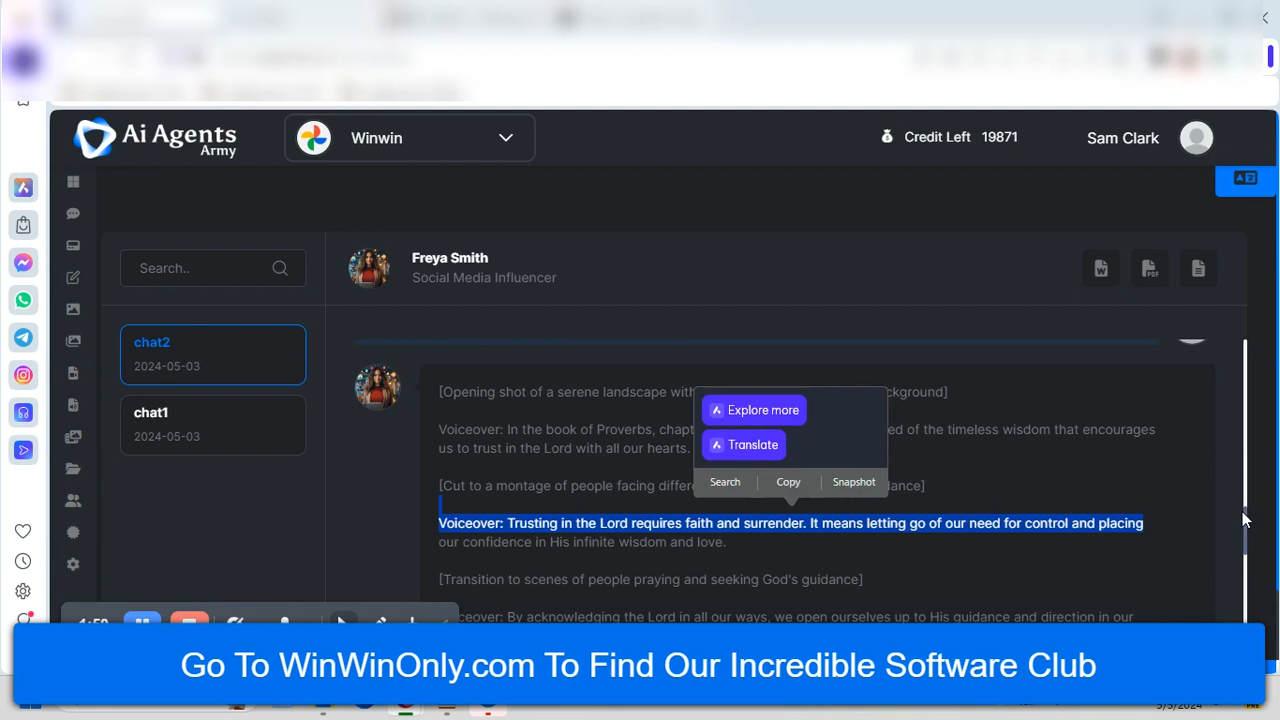 Ai Agents
Army
Winwin
Credit Left 19871
Sam Clark
Search..
Freya Smith
Social Media Influencer
chat2
2024-05-03
chat1
2024-05-03
[Opening shot of a serene landscape with
ckground]
Explore more
Voiceover: In the book of Proverbs, chapt
ed of the timeless wisdom that encourages
us to trust in the Lord with all our hearts.
Translate
[Cut to a montage of people facing differe
ance]
Search
Copy
Snapshot
Voiceover: Trusting in the Lord requires faith and surrender. It means letting go of our need for control and placing
our confidence in His infinite wisdom and love.
[Transition to scenes of people praying and seeking God's guidance]
ceover: By acknowledging the Lord in all our ways, we open ourselves up to His guidance and direction in our
Go To WinWinOnly.com To Find Our Incredible Software Club
5/5/2024